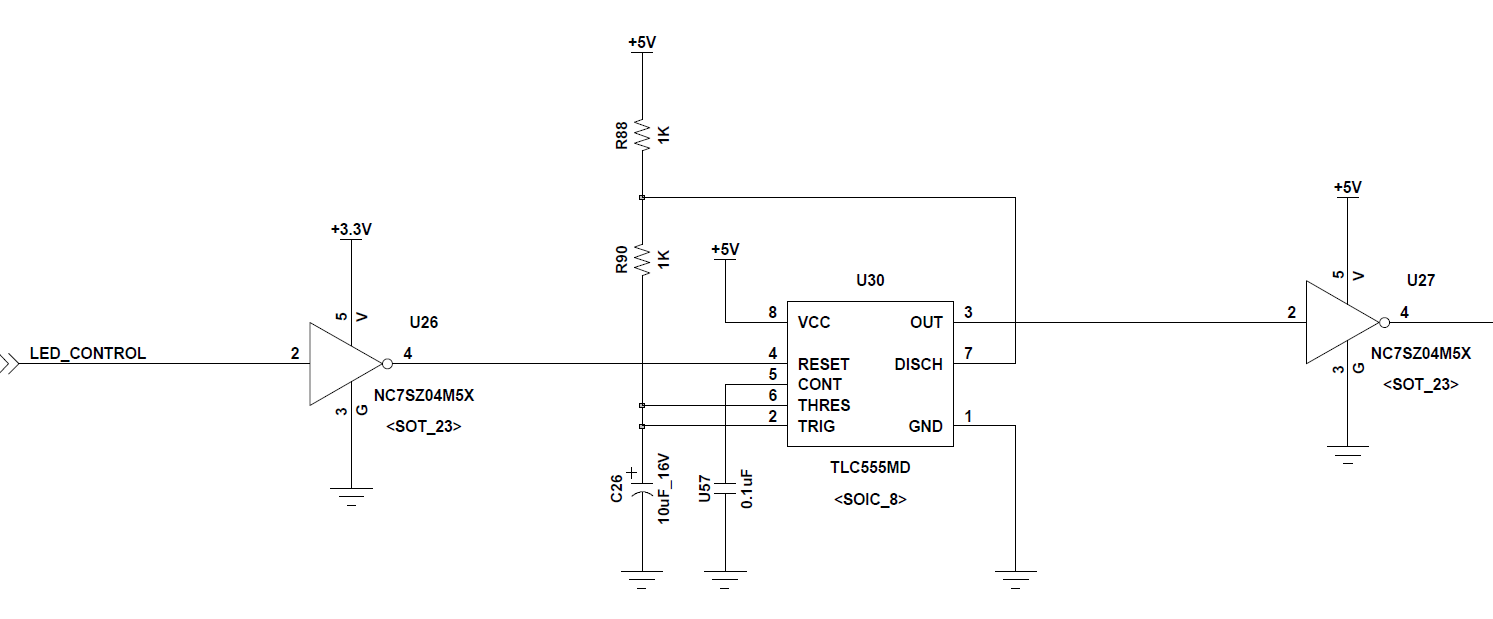 +5V
R88
1K
+5V
+3.3V
R90
1K
+5V
5
V
U27
U30
5
V
U26
8
VCC
OUT
3
2
4
LED_CONTROL
2
4
4
RESET
DISCH
7
NC7SZ04M5X
3
G
<SOT_23>
5
CONT
NC7SZ04M5X
3
G
<SOT_23>
6
THRES
2
TRIG
GND
1
TLC555MD
<SOIC_8>
C26
+
10uF_16V
U57
0.1uF